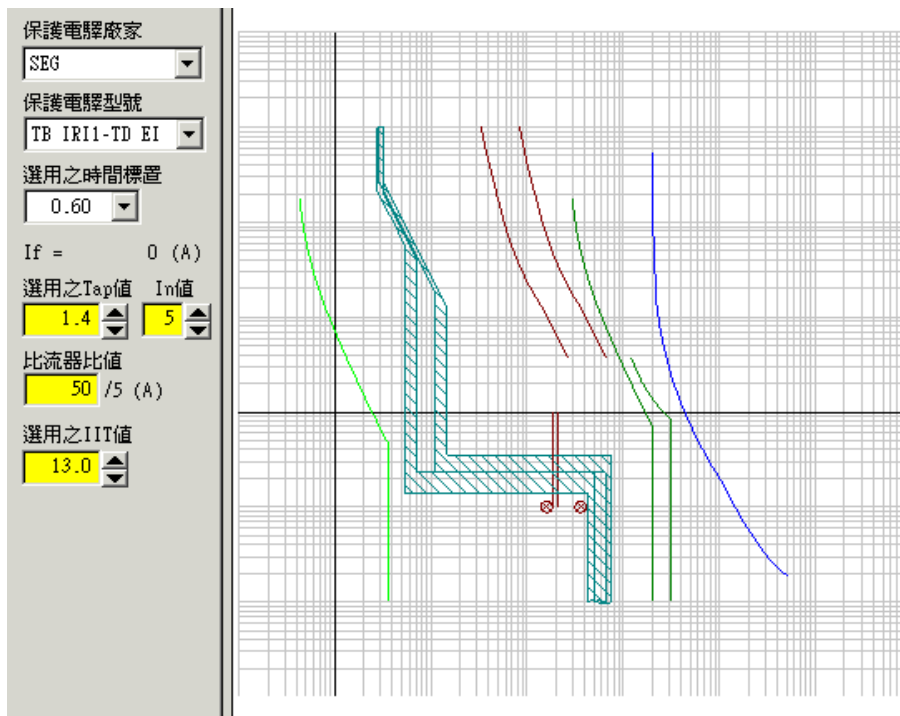 保護電驛廠家
SEG
保護電驛型號
TB IRI1-TD EI
選用之時間標置
0.60
If = 0 (A)
選用之Tap值 In值
1.4 5
比流器比值
50 /5 (A)
選用之IIT值
13.0